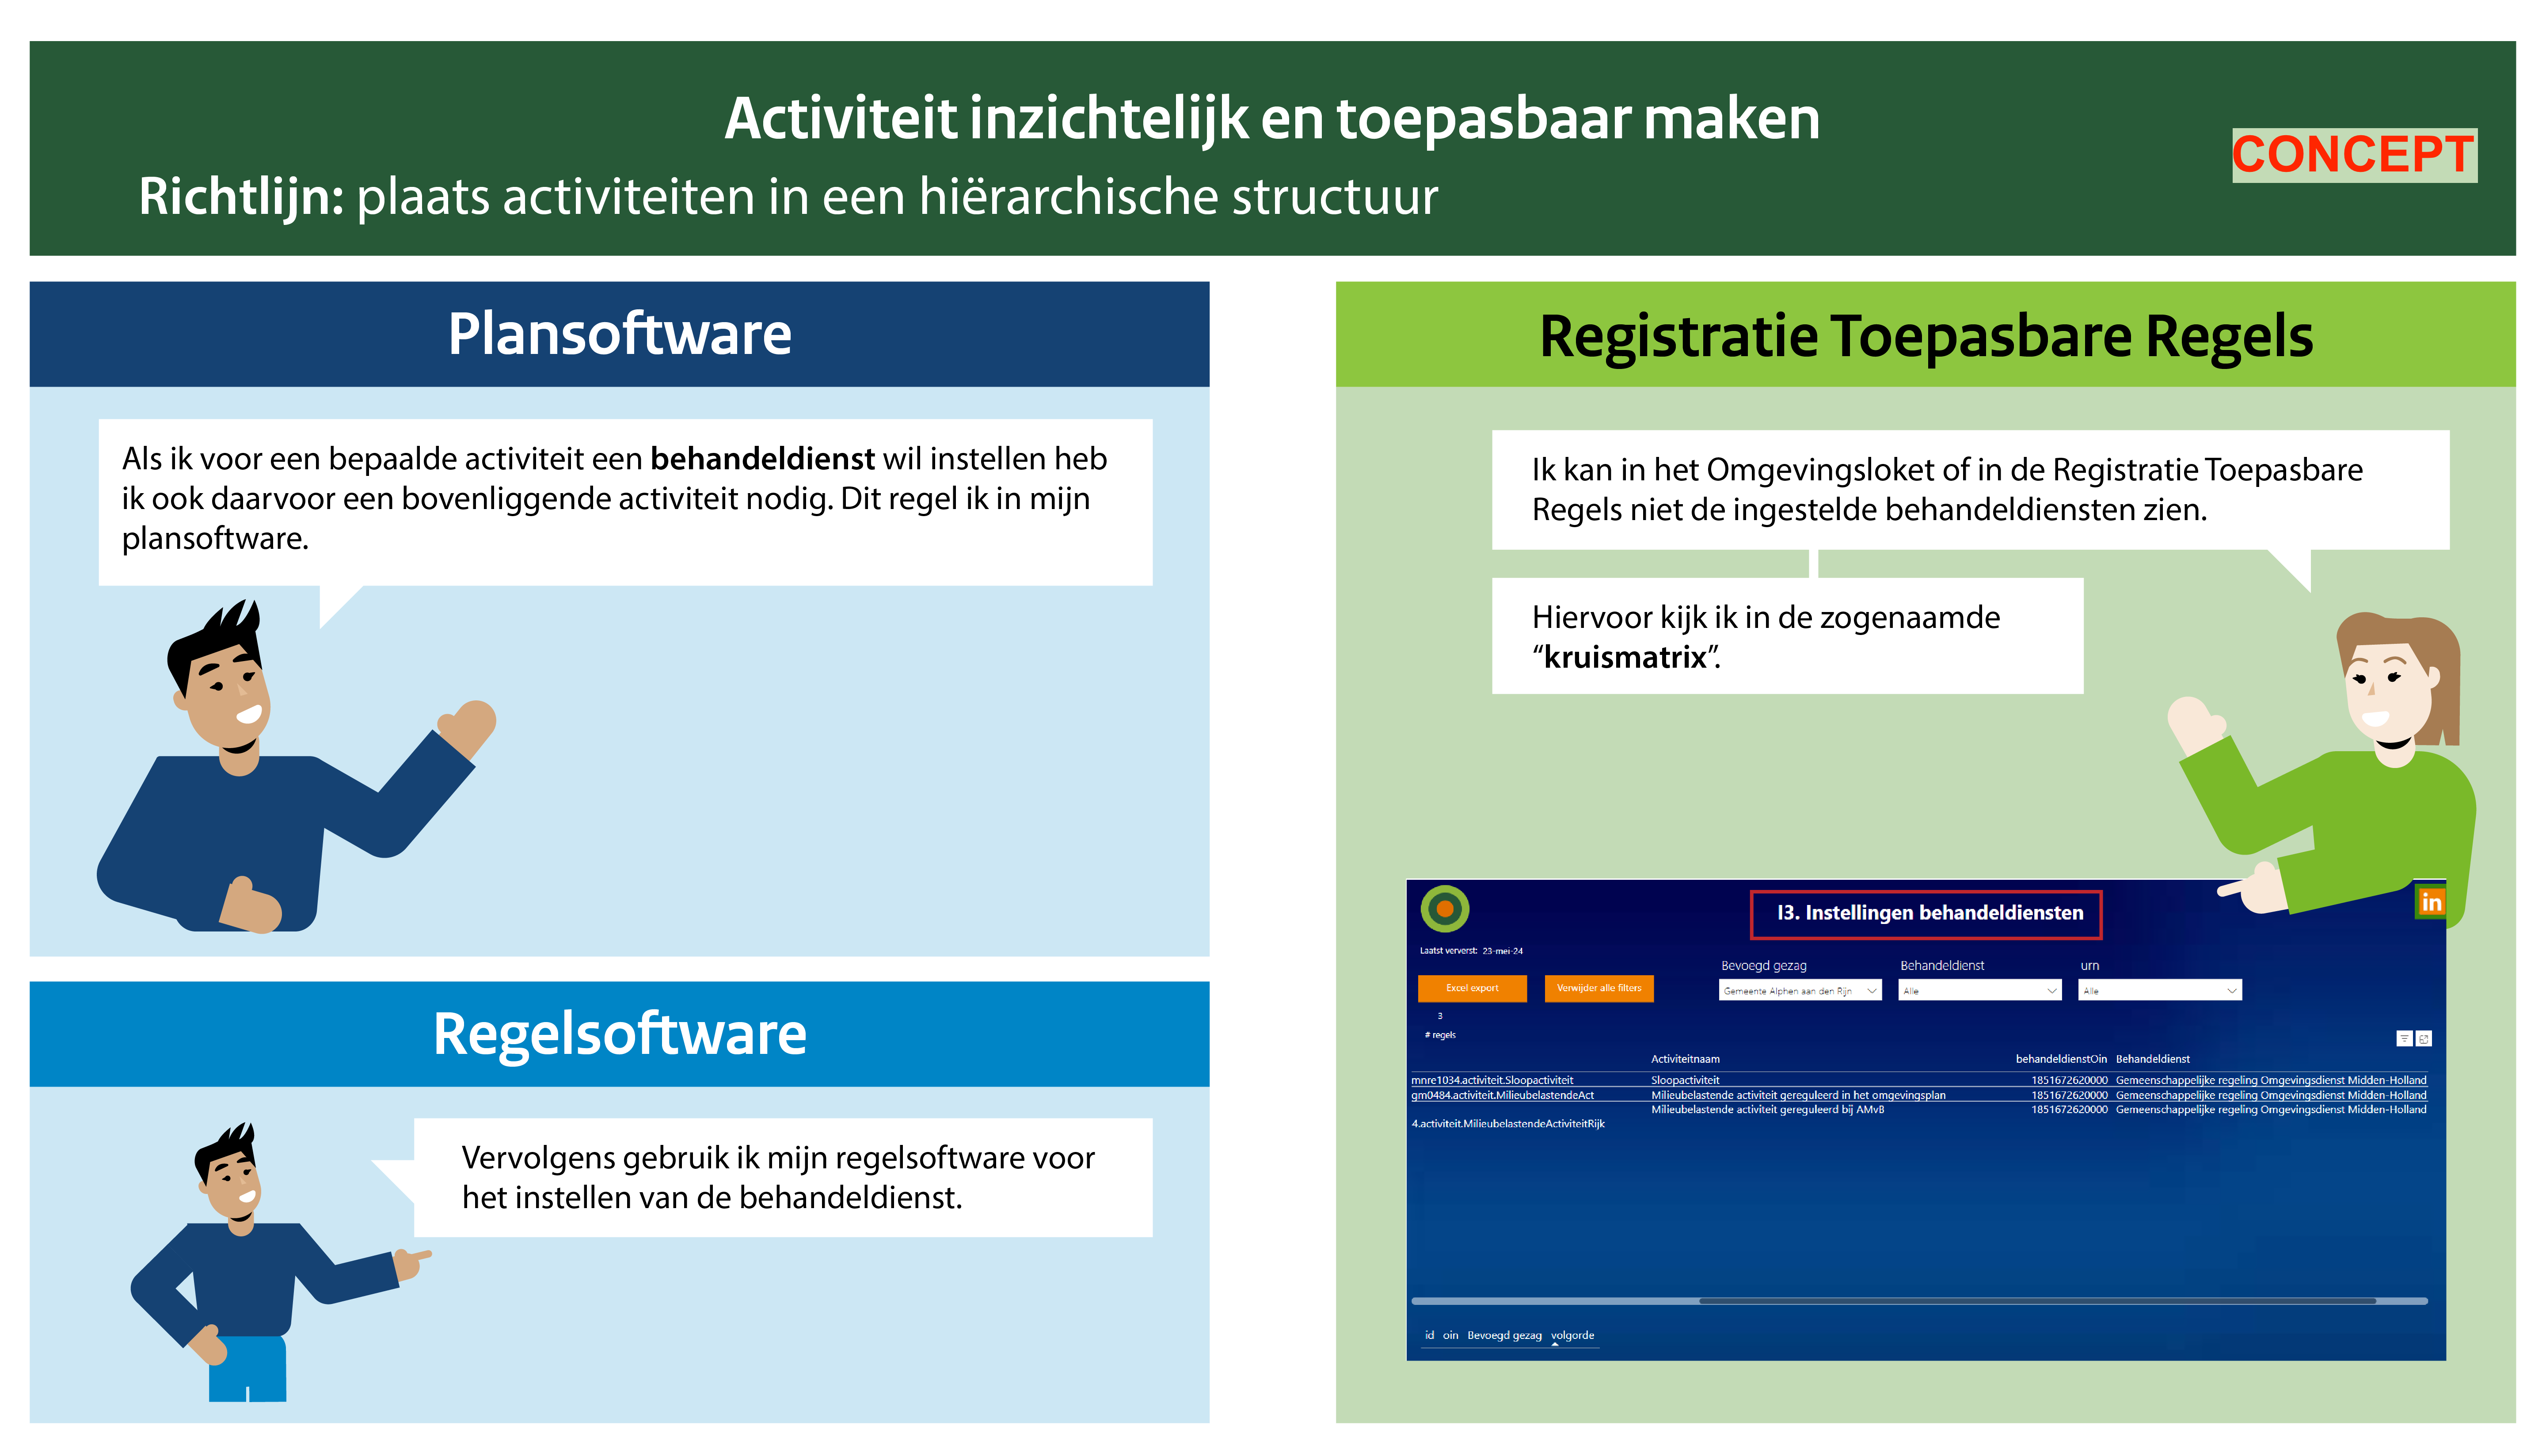 Activiteit inzichtelijk en toepasbaar maken
Richtlijn: plaats activiteiten in een hiërarchische structuur
CONCEPT
Plansoftware
Als ik voor een bepaalde activiteit een behandeldienst wil instellen heb
ik ook daarvoor een bovenliggende activiteit nodig. Dit regel ik in mijn
plansoftware.
Regelsoftware
Vervolgens gebruik ik mijn regelsoftware voor
het instellen van de behandeldienst.
Registratie Toepasbare Regels
Ik kan in het Omgevingsloket of in de Registratie Toepasbare
Regels niet de ingestelde behandeldiensten zien.
Hiervoor kijk ik in de zogenaamde
“kruismatrix”.
I3. Instellingen behandeldiensten
in
Laatst ververst: 23-mei-24
Bevoegd gezag Behandeldienst urn
Excel export Verwijder alle filters Gemeente Alphen aan den Rijn Alle Alle
3
# regels
Activiteitnaam behandeldienstOin Behandeldienst
mnre1034.activiteit.Sloopactiviteit Sloopactiviteit 1851672620000 Gemeenschappelijke regeling Omgevingsdienst Midden-Holland
gm0484.activiteit.MilieubelastendeAct Milieubelastende activiteit gereguleerd in het omgevingsplan 1851672620000 Gemeenschappelijke regeling Omgevingsdienst Midden-Holland
Milieubelastende activiteit gereguleerd bij AMvB 1851672620000 Gemeenschappelijke regeling Omgevingsdienst Midden-Holland
4.activiteit.MilieubelastendeActiviteitRijk
id oin Bevoegd gezag volgorde